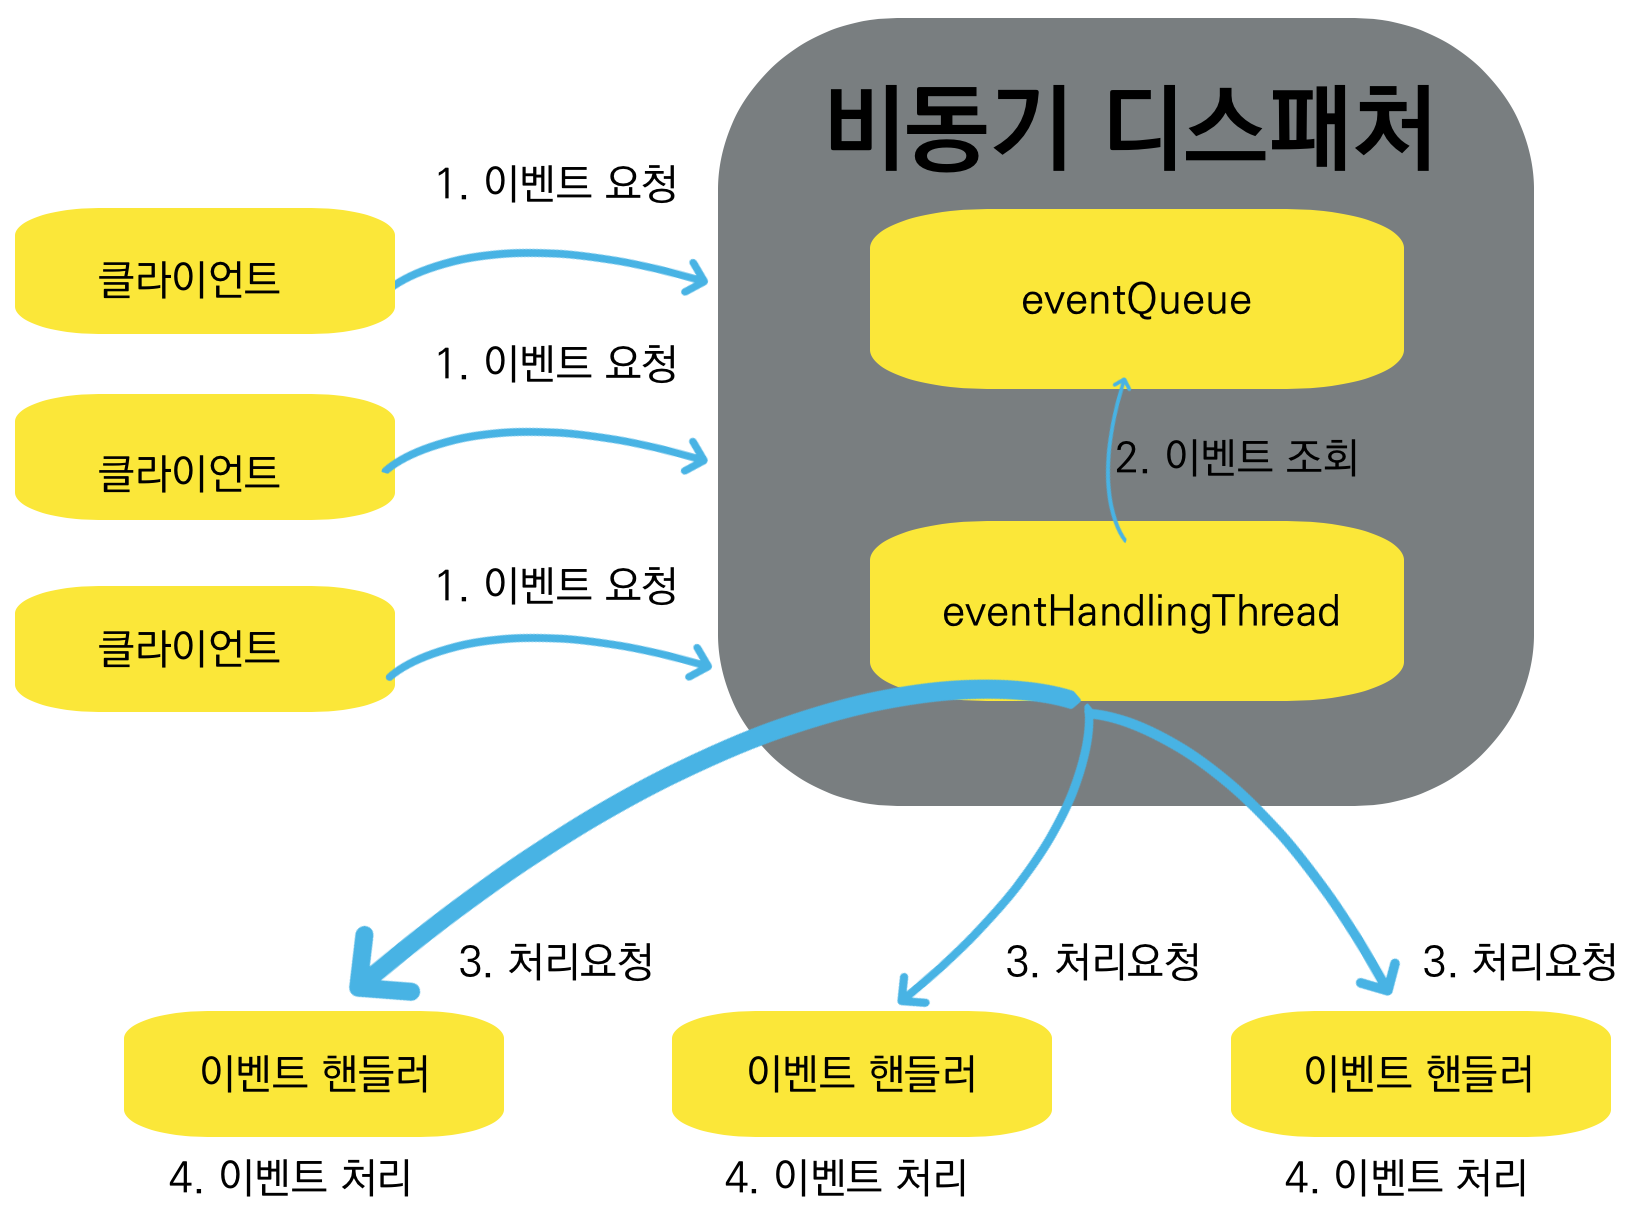 비동기 디스패처
1. 이벤트 요청
클라이언트
eventQueue
1. 이벤트 요청
클라이언트
2. 이벤트 조회
1. 이벤트 요청
클라이언트
eventHandlingThread
3. 처리요청
3. 처리요청
3. 처리요청
이벤트 핸들러
이벤트 핸들러
이벤트 핸들러
4. 이벤트 처리
4. 이벤트 처리
4. 이벤트 처리